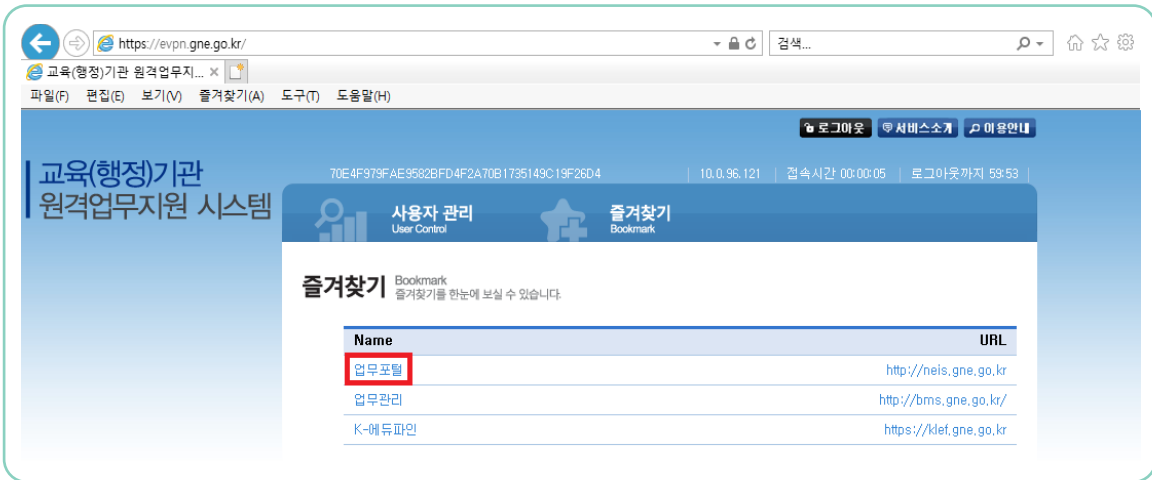 https://evpn.gne.go.kr/
검색...
교육(행정)기관 원격업무지...
파일(F) 편집(E) 보기(V) 즐겨찾기(A) 도구(T) 도움말(H)
로그아웃 서비스소개 이용안내
교육(행정)기관
원격업무지원 시스템
70E4F979FAE9582BFD4F2A70B1735149C19F26D4 | 10.0.96.121 | 접속시간 00:00:05 | 로그아웃까지 59:53 |
사용자 관리
User Control
즐겨찾기
Bookmark
즐겨찾기
Bookmark
즐겨찾기를 한눈에 보실 수 있습니다.
Name URL
업무포털 http://neis.gne.go.kr
업무관리 http://bms.gne.go.kr/
K-에듀파인 https://klef.gne.go.kr